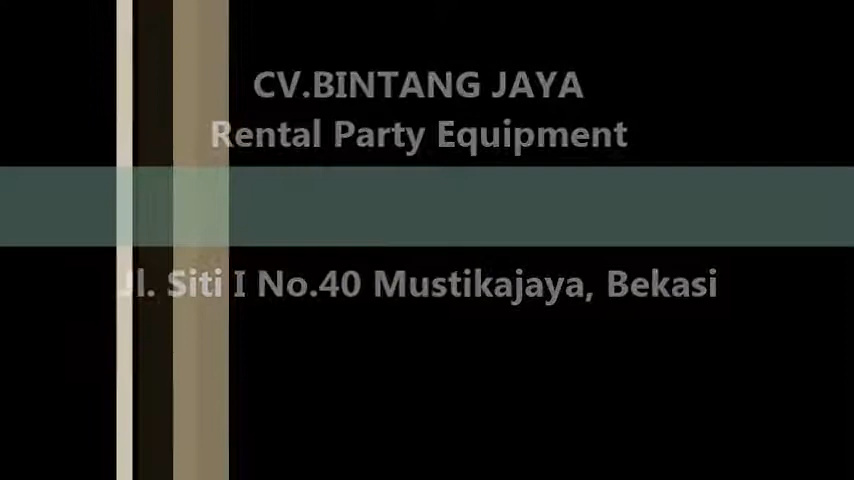 CV.BINTANG JAYA
Rental Party Equipment
Jl. Siti I No.40 Mustikajaya, Bekasi